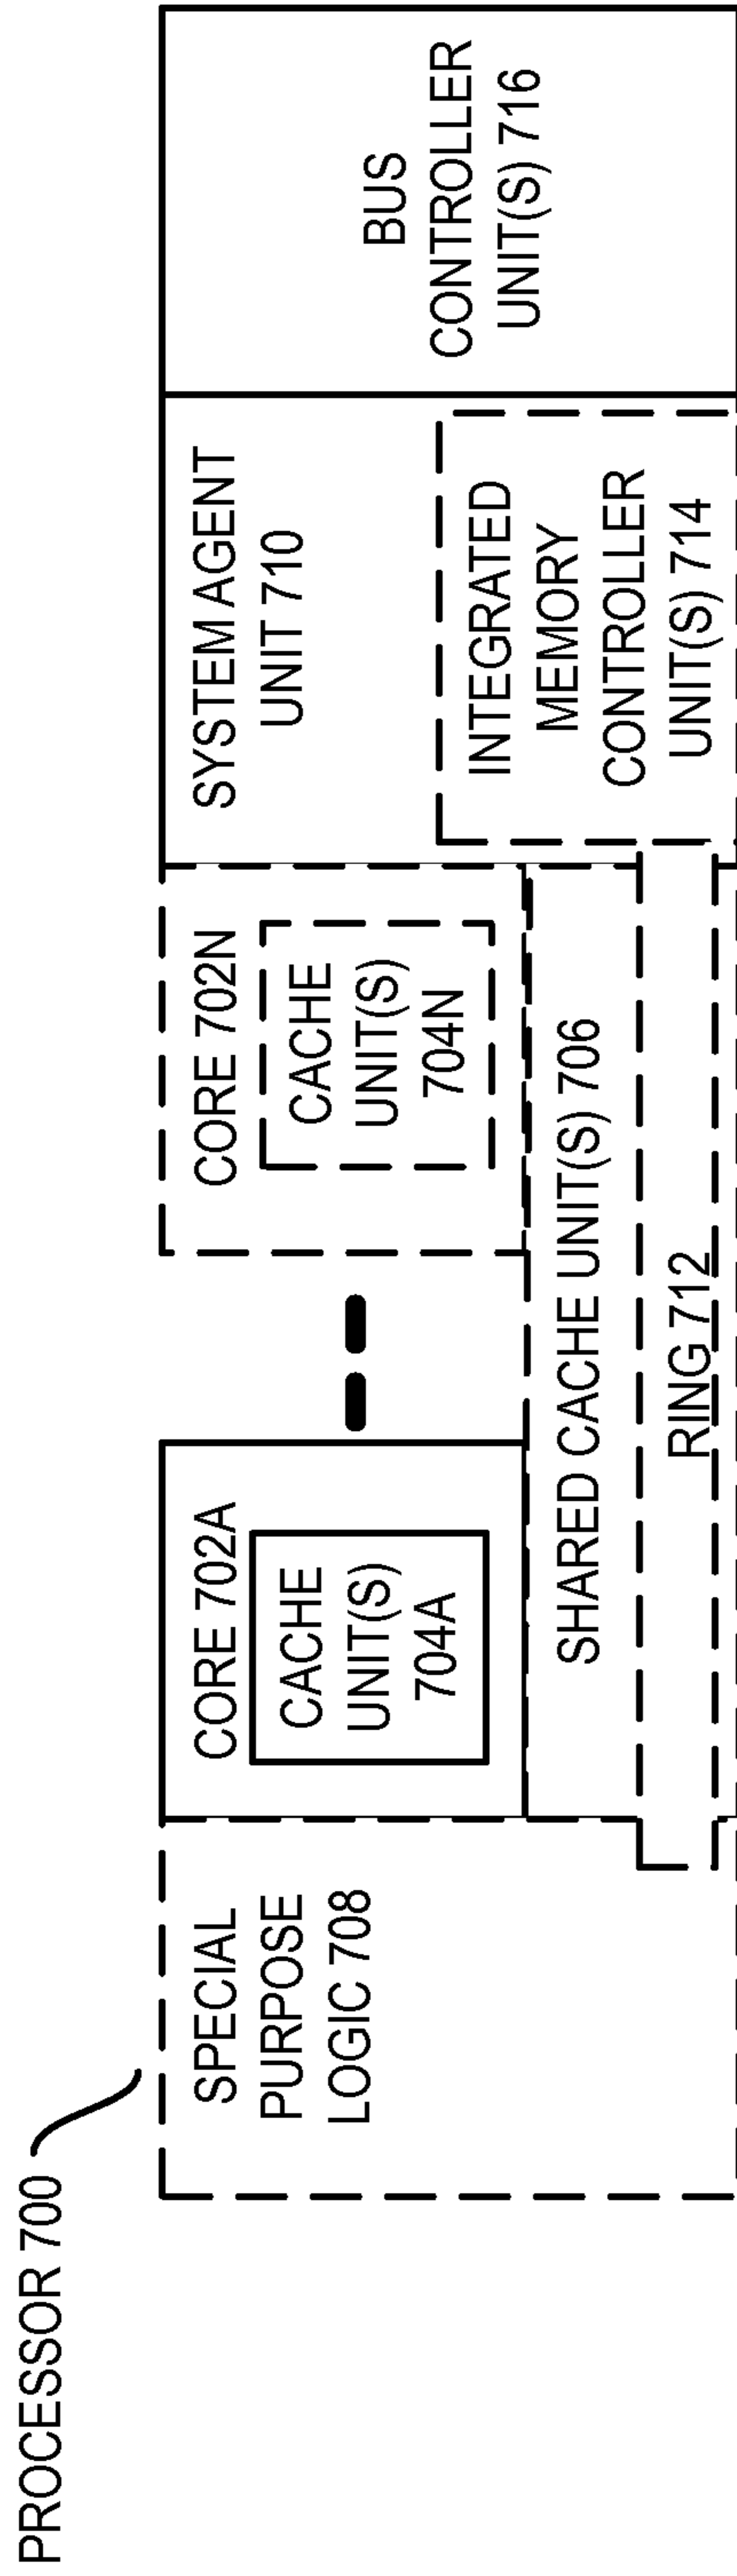 PROCESSOR 700
SPECIAL
PURPOSE
LOGIC 708
CORE 702A
CACHE
UNIT(S)
704A
CORE 702N
CACHE
UNIT(S)
704N
SHARED CACHE UNIT(S) 706
RING 712
SYSTEM AGENT
UNIT 710
INTEGRATED
MEMORY
CONTROLLER
UNIT(S) 714
BUS
CONTROLLER
UNIT(S) 716